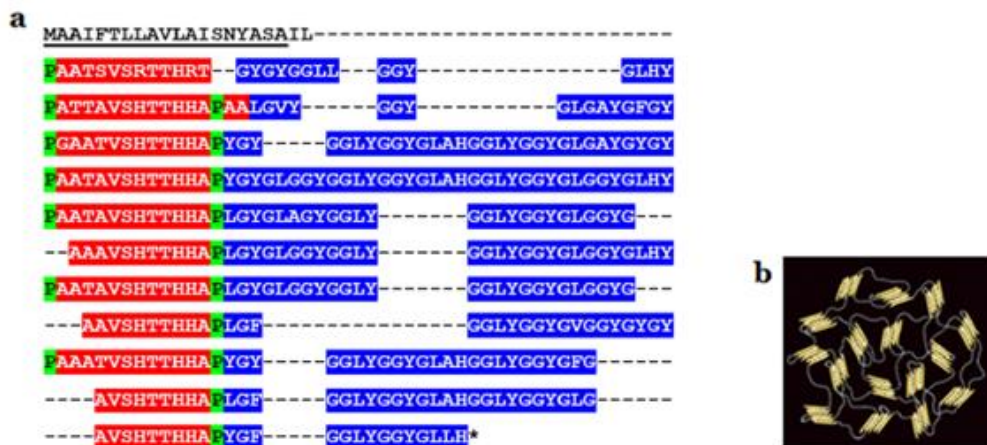 a
MAAIFTLLAVLAISNYASAIL----------------------------
PAATSVSRTTHRT--GYGYGGLL---GGY----------------GLHY
PATTAVSHTTHHAPAALGVY------GGY-----------GLGAYGFGY
PGAATVSHTTHHAPYGY-----GGLYGGYGLAHGGLYGGYGLGAYGYGY
PAATAVSHTTHHAPYGYGLGGYGGLYGGYGLAHGGLYGGYGLGGYGLHY
PAATAVSHTTHHAPLGYGLAGYGGLY-------GGLYGGYGLGGYG---
--AAAVSHTTHHAPLGYGLGGYGGLY-------GGLYGGYGLGGYGLHY
PAATAVSHTTHHAPLGYGLGGYGGLY-------GGLYGGYGLGGYG---
---AAVSHTTHHAPLGF----------------GGLYGGYGVGGYGYGY
PAAATVSHTTHHAPYGY-----GGLYGGYGLAHGGLYGGYGFG------
----AVSHTTHHAPLGF-----GGLYGGYGLAHGGLYGGYGLG------
----AVSHTTHHAPYGF-----GGLYGGYGLLH*
b